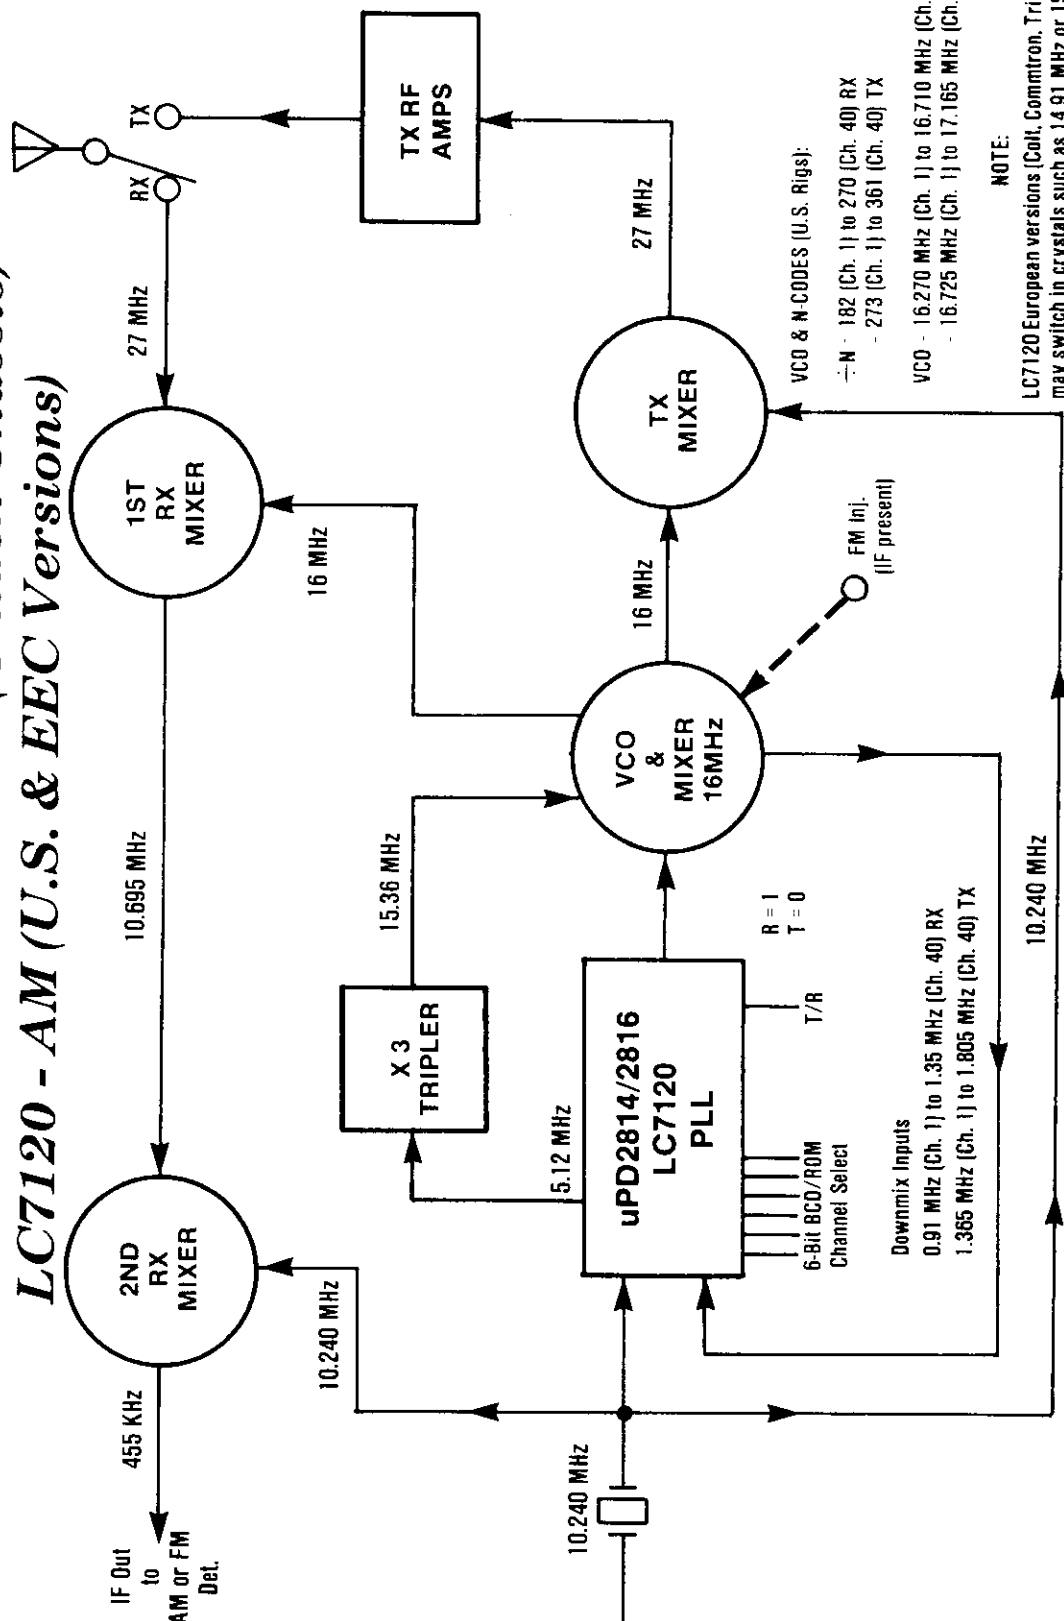 LC7120 - AM (U.S. & EEC Versions)
RX
TX
27 MHz
TX RF
AMPS
27 MHz
1ST
RX
MIXER
16 MHz
10.695 MHz
2ND
RX
MIXER
455 KHz
IF Out
to
AM or FM
Det.
10.240 MHz
10.240 MHz
X 3
TRIPLER
15.36 MHz
5.12 MHz
uPD2814/2816
LC7120
PLL
6-Bit BCD/ROM
Channel Select
T/R
R = 1
T = 0
VCO
&
MIXER
16MHz
16 MHz
TX
MIXER
FM Inj.
(IF present)
Downmix Inputs
0.91 MHz (Ch. 1) to 1.35 MHz (Ch. 40) RX
1.365 MHz (Ch. 1) to 1.805 MHz (Ch. 40) TX
10.240 MHz
VCO & N-CODES (U.S. Rigs):
÷N - 182 (Ch. 1) to 270 (Ch. 40) RX
- 273 (Ch. 1) to 361 (Ch. 40) TX
VCO - 16.270 MHz (Ch. 1) to 16.710 MHz (Ch.
- 16.725 MHz (Ch. 1) to 17.165 MHz (Ch.
NOTE:
LC7120 European versions (Colt, Commtron,
may switch in crystals such as 14.91 MHz or